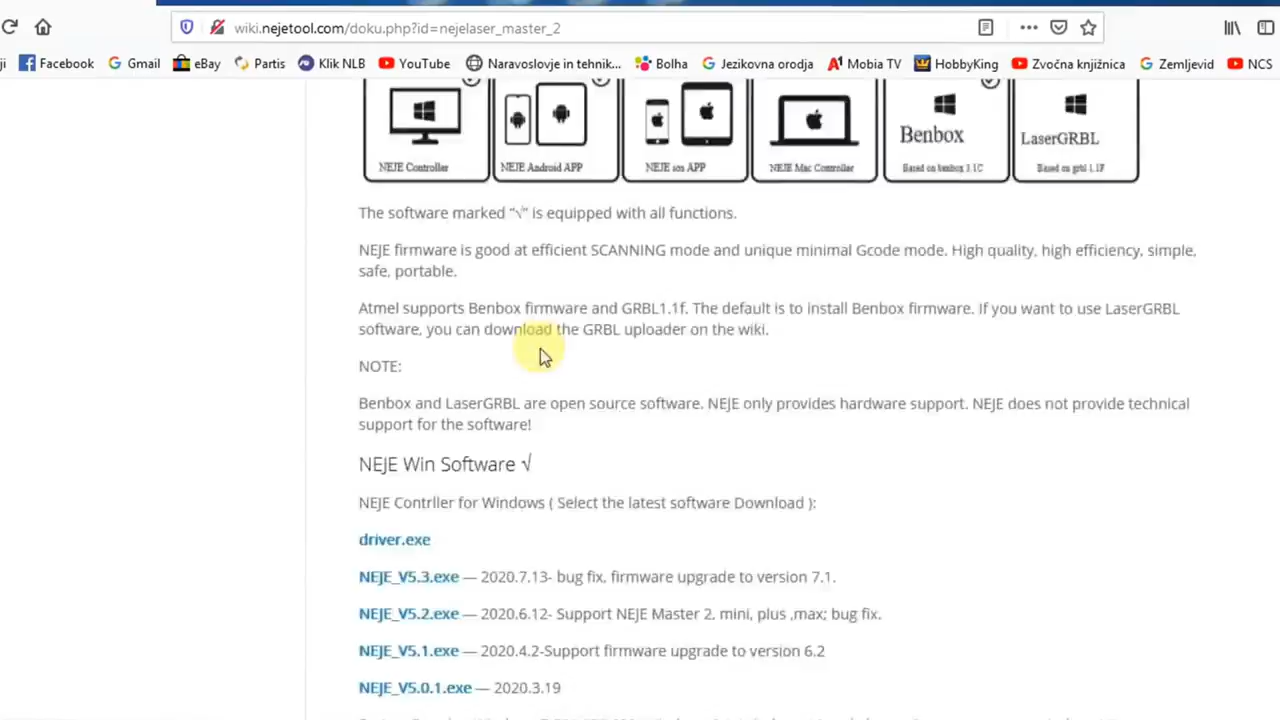 wiki.nejetool.com/doku.php?id=nejelaser_master_2
ji Facebook Gmail eBay Partis Klik NLB YouTube Naravoslovje in tehnik... Bolha Jezikovna orodja Mobia TV HobbyKing Zvočna knjižnica Zemljevid NCS
Benbox
LaserGRBL
NEJE Controller NEJE Android APP NEJE ios APP NEJE Mac Controller Based on benbox 3.1C Based on grbl 1.1F
The software marked “√” is equipped with all functions.
NEJE firmware is good at efficient SCANNING mode and unique minimal Gcode mode. High quality, high efficiency, simple,
safe, portable.
Atmel supports Benbox firmware and GRBL1.1f. The default is to install Benbox firmware. If you want to use LaserGRBL
software, you can download the GRBL uploader on the wiki.
NOTE:
Benbox and LaserGRBL are open source software. NEJE only provides hardware support. NEJE does not provide technical
support for the software!
NEJE Win Software √
NEJE Contrller for Windows ( Select the latest software Download ):
driver.exe
NEJE_V5.3.exe — 2020.7.13- bug fix, firmware upgrade to version 7.1.
NEJE_V5.2.exe — 2020.6.12- Support NEJE Master 2, mini, plus ,max; bug fix.
NEJE_V5.1.exe — 2020.4.2-Support firmware upgrade to version 6.2
NEJE_V5.0.1.exe — 2020.3.19